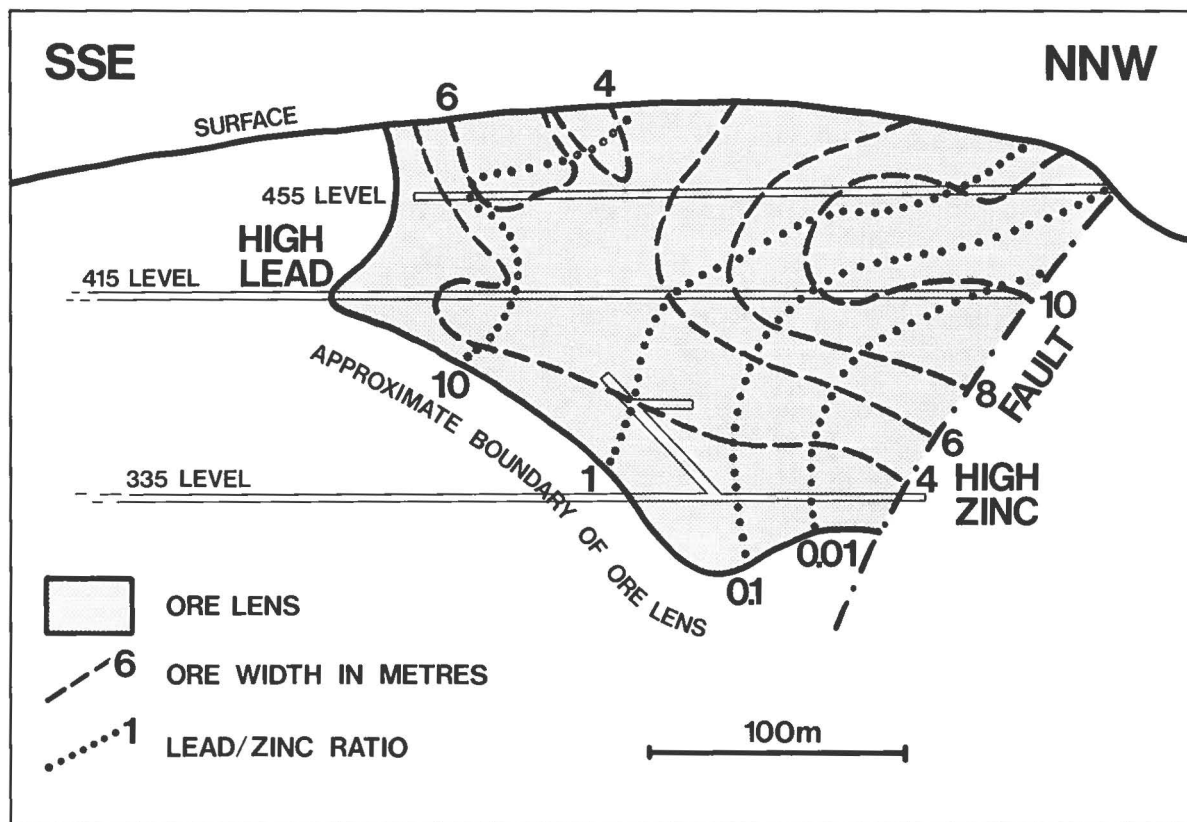 SSE
NNW
6
4
SURFACE
455 LEVEL
HIGH
LEAD
415 LEVEL
10
FAULT
8
10
APPROXIMATE BOUNDARY OF ORE LENS
6
1
335 LEVEL
4
HIGH
ZINC
0.01
0.1
ORE LENS
6
ORE WIDTH IN METRES
1
LEAD/ZINC RATIO
100m